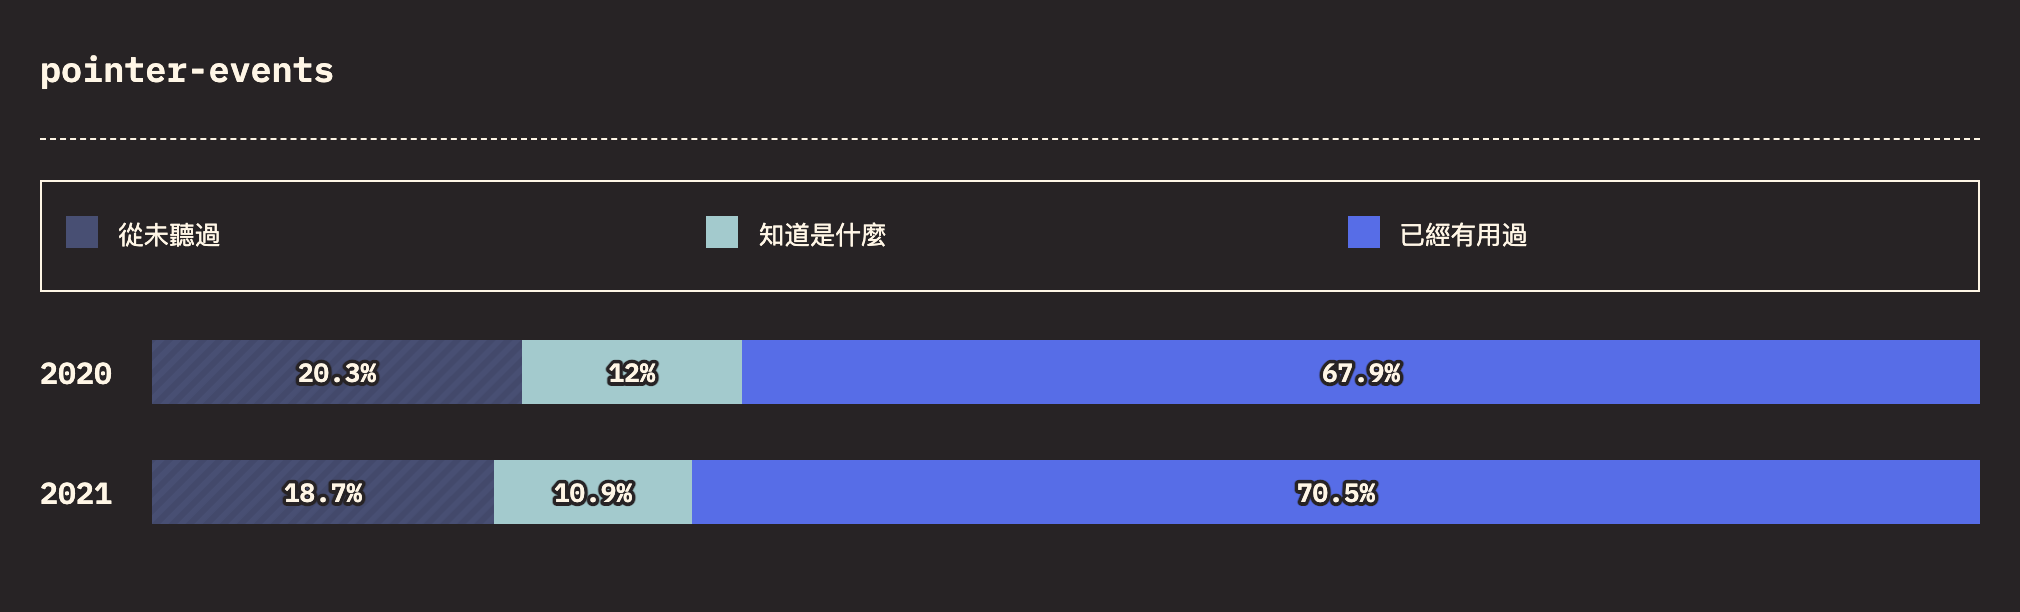 pointer-events
從未聽過 知道是什麼 已經有用過
2020 20.3% 12% 67.9%
2021 18.7% 10.9% 70.5%